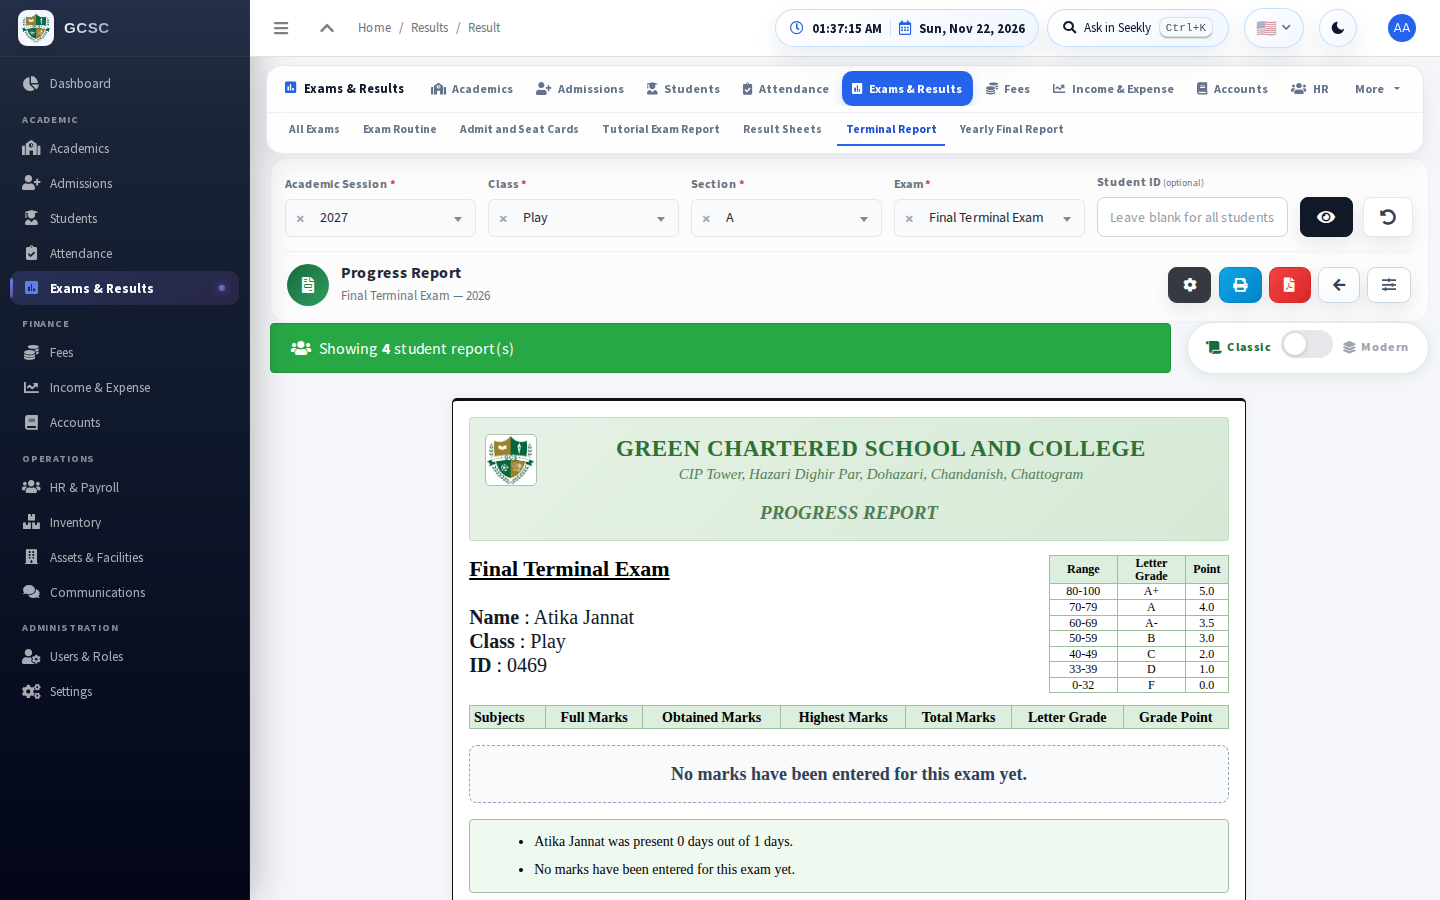 GCSC
Home / Results / Result
01:37:15 AM
Sun, Nov 22, 2026
Ask in Seekly Ctrl+K
AA
Dashboard
ACADEMIC
Academics
Admissions
Students
Attendance
Exams & Results
FINANCE
Fees
Income & Expense
Accounts
OPERATIONS
HR & Payroll
Inventory
Assets & Facilities
Communications
ADMINISTRATION
Users & Roles
Settings
Exams & Results
Academics
Admissions
Students
Attendance
Exams & Results
Fees
Income & Expense
Accounts
HR
More
All Exams
Exam Routine
Admit and Seat Cards
Tutorial Exam Report
Result Sheets
Terminal Report
Yearly Final Report
Academic Session *
Class *
Section *
Exam *
Student ID (optional)
× 2027
× Play
× A
× Final Terminal Exam
Leave blank for all students
Progress Report
Final Terminal Exam — 2026
Showing 4 student report(s)
Classic
Modern
GREEN CHARTERED SCHOOL AND COLLEGE
CIP Tower, Hazari Dighir Par, Dohazari, Chandanish, Chattogram
PROGRESS REPORT
Final Terminal Exam
Name : Atika Jannat
Class : Play
ID : 0469
Range Letter Grade Point
80-100 A+ 5.0
70-79 A 4.0
60-69 A- 3.5
50-59 B 3.0
40-49 C 2.0
33-39 D 1.0
0-32 F 0.0
Subjects Full Marks Obtained Marks Highest Marks Total Marks Letter Grade Grade Point
No marks have been entered for this exam yet.
• Atika Jannat was present 0 days out of 1 days.
• No marks have been entered for this exam yet.